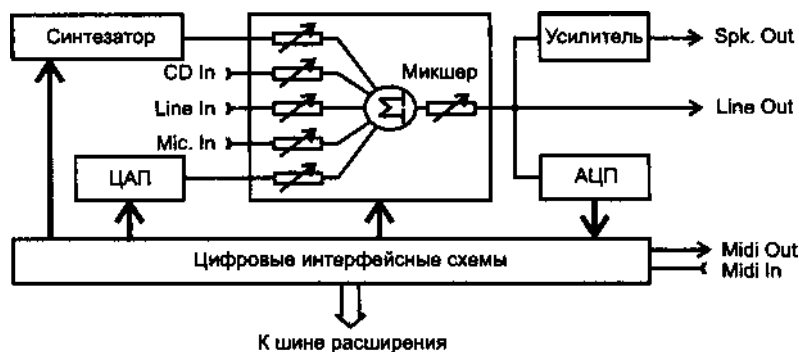 Синтезатор
Усилитель
Spk. Out
CD In
Микшер
Line In
Σ
Line Out
Mic. In
ЦАП
АЦП
Цифровые интерфейсные схемы
Midi Out
Midi In
К шине расширения